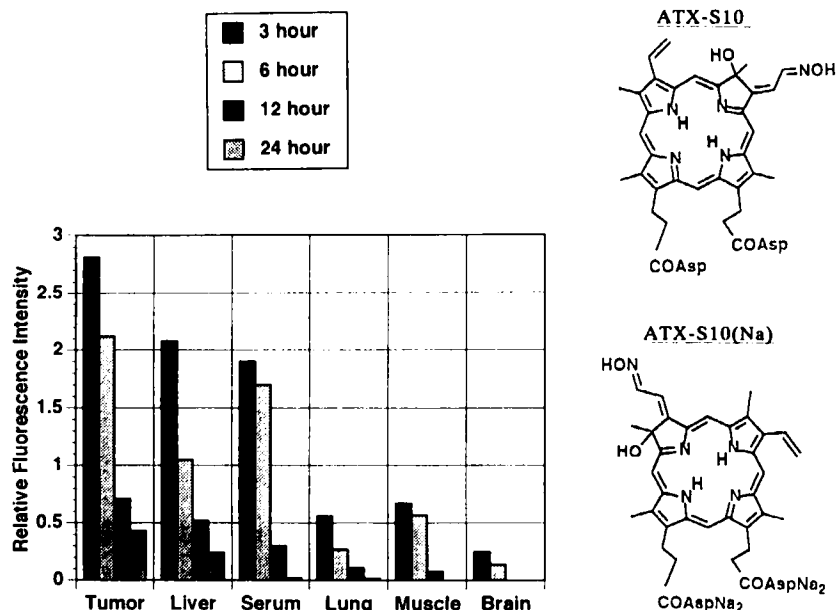 3 hour
6 hour
12 hour
24 hour
Relative Fluorescence Intensity
3
2.5
2
1.5
1
0.5
0
Tumor Liver Serum Lung Muscle Brain
ATX-S10
HO
NOH
N
N
H
H
N
N
COAsp
COAsp
ATX-S10(Na)
HON
HO
N
N
H
H
N
N
COAspNa₂
COAspNa₂